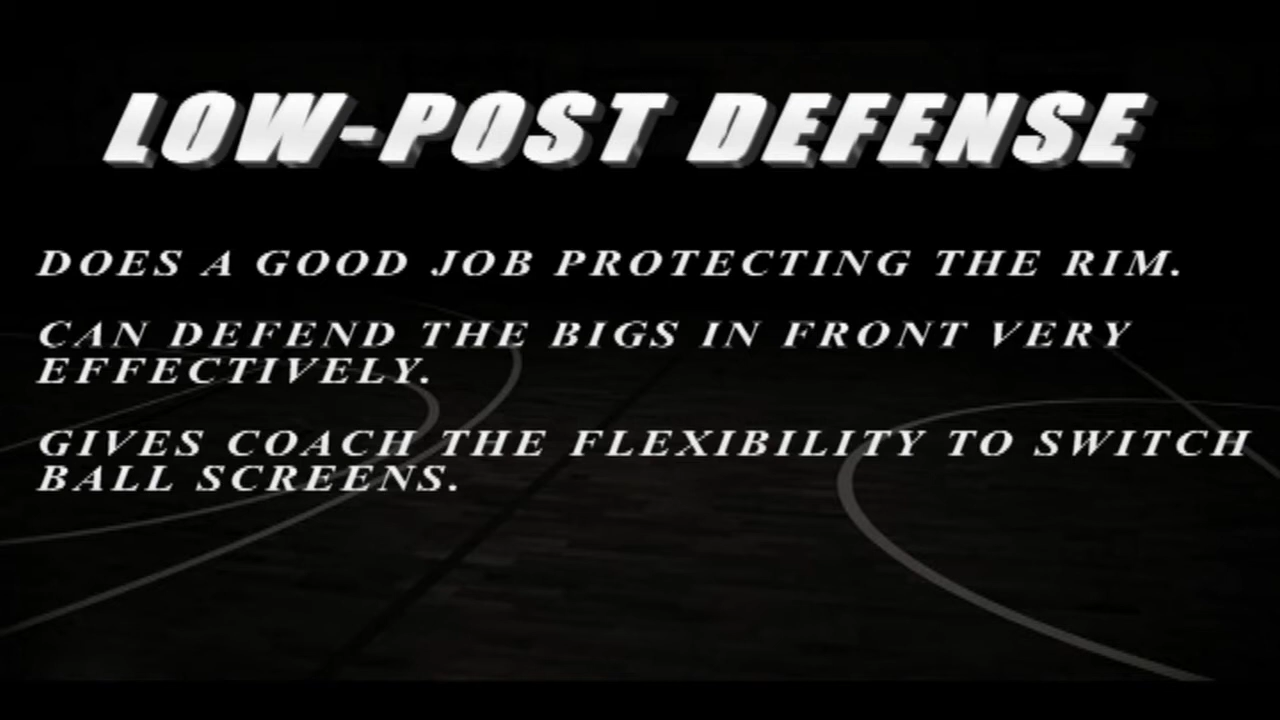 LOW-POST DEFENSE
DOES A GOOD JOB PROTECTING THE RIM.
CAN DEFEND THE BIGS IN FRONT VERY
EFFECTIVELY.
GIVES COACH THE FLEXIBILITY TO SWITCH
BALL SCREENS.